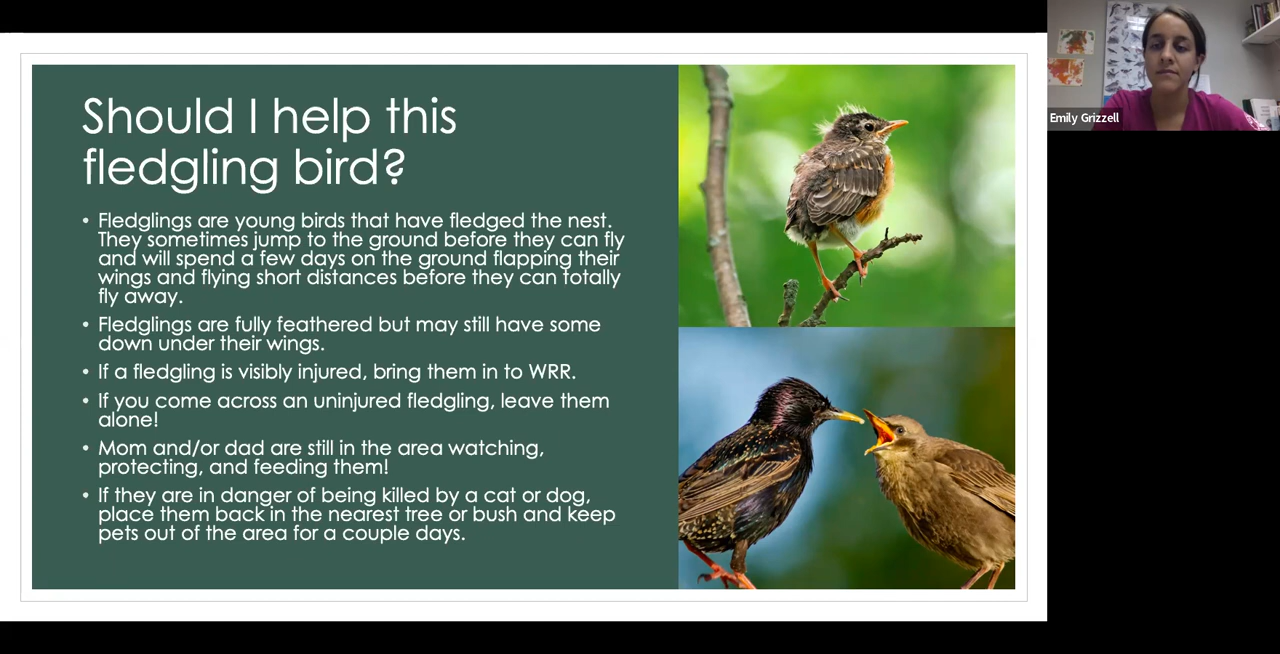 Should I help this
fledgling bird?
• Fledglings are young birds that have fledged the nest.
They sometimes jump to the ground before they can fly
and will spend a few days on the ground flapping their
wings and flying short distances before they can totally
fly away.
• Fledglings are fully feathered but may still have some
down under their wings.
• If a fledgling is visibly injured, bring them in to WRR.
• If you come across an uninjured fledgling, leave them
alone!
• Mom and/or dad are still in the area watching,
protecting, and feeding them!
• If they are in danger of being killed by a cat or dog,
place them back in the nearest tree or bush and keep
pets out of the area for a couple days.
Emily Grizzell